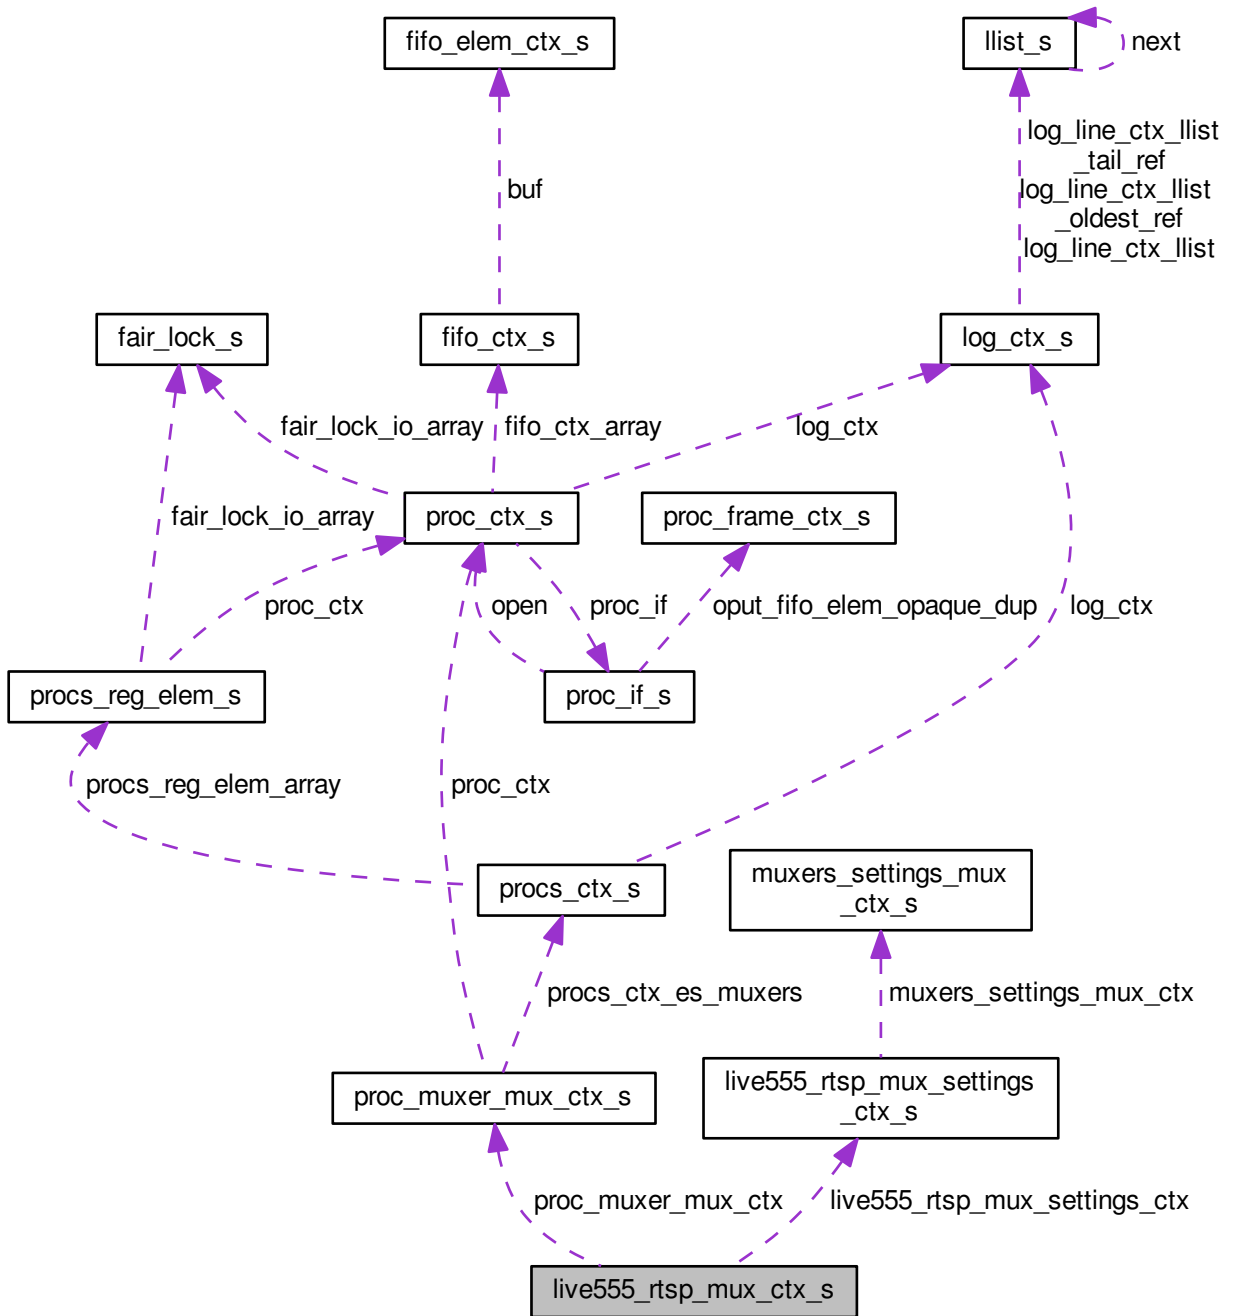 fifo_elem_ctx_s
llist_s
next
log_line_ctx_llist
_tail_ref
log_line_ctx_llist
_oldest_ref
log_line_ctx_llist
buf
fair_lock_s
fifo_ctx_s
log_ctx_s
fair_lock_io_array
fifo_ctx_array
log_ctx
fair_lock_io_array
proc_ctx_s
proc_frame_ctx_s
proc_ctx
open
proc_if
oput_fifo_elem_opaque_dup
log_ctx
procs_reg_elem_s
proc_if_s
procs_reg_elem_array
proc_ctx
procs_ctx_s
muxers_settings_mux
_ctx_s
procs_ctx_es_muxers
muxers_settings_mux_ctx
proc_muxer_mux_ctx_s
live555_rtsp_mux_settings
_ctx_s
proc_muxer_mux_ctx
live555_rtsp_mux_settings_ctx
live555_rtsp_mux_ctx_s